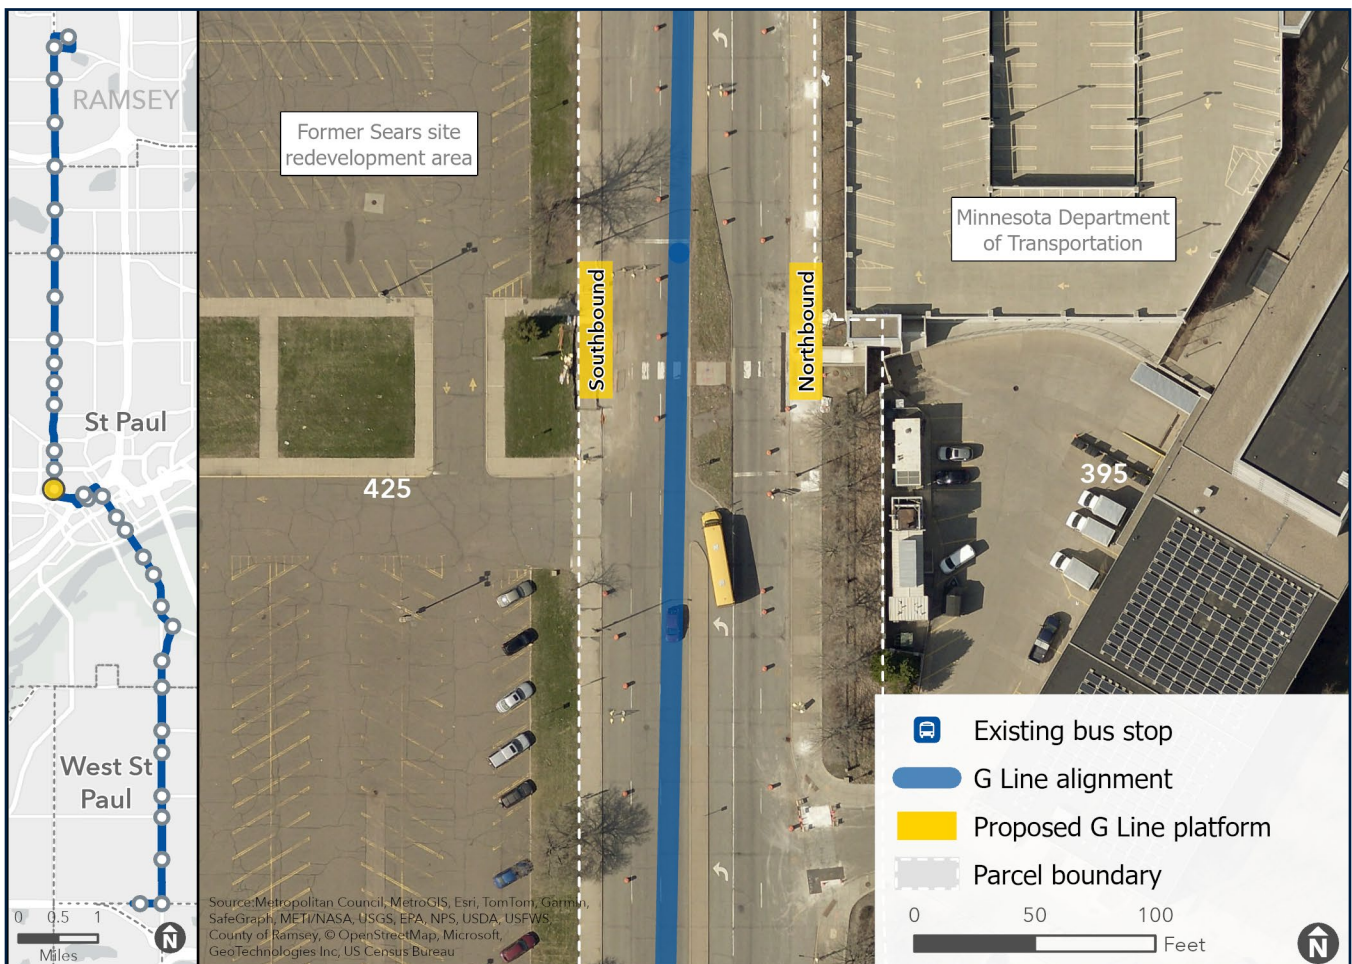 RAMSEY
St Paul
West St
Paul
0 0.5 1
Miles
N
Former Sears site
redevelopment area
Minnesota Department
of Transportation
Southbound
Northbound
425
395
Existing bus stop
G Line alignment
Proposed G Line platform
Parcel boundary
0 50 100
Feet
N
Source:Metropolitan Council, MetroGIS, Esri, TomTom, Garmin,
SafeGraph, METI/NASA, USGS, EPA, NPS, USDA, USFWS,
County of Ramsey, © OpenStreetMap, Microsoft,
GeoTechnologies Inc, US Census Bureau